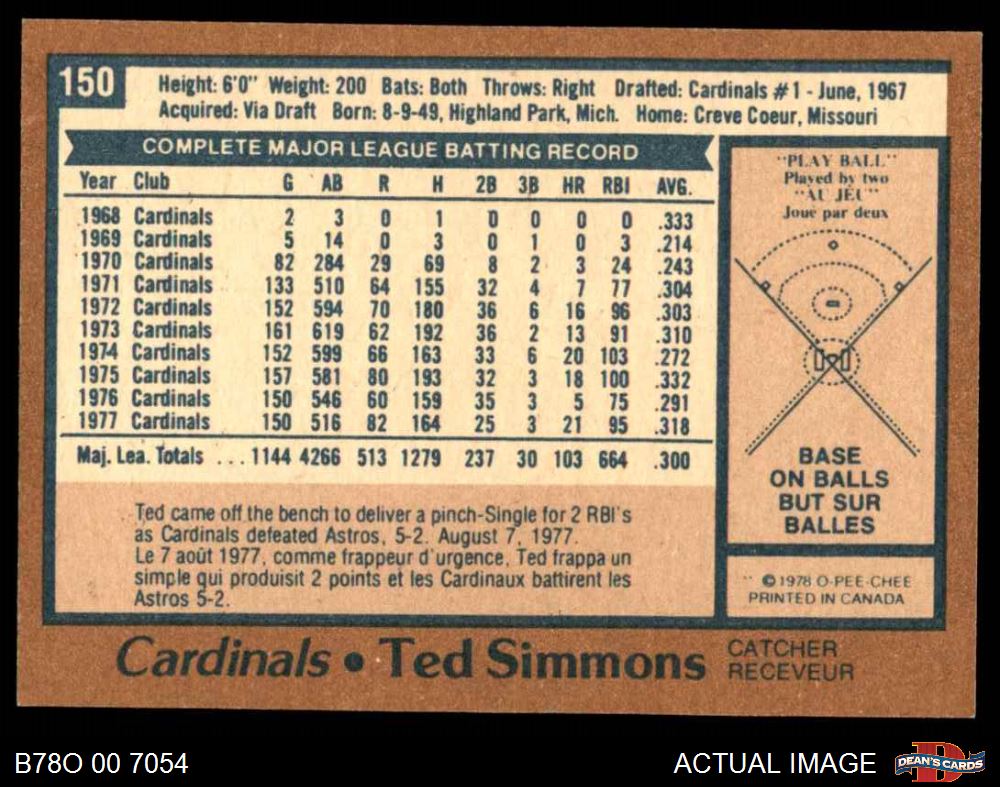 150
Height: 6'0" Weight: 200 Bats: Both Throws: Right Drafted: Cardinals #1 - June, 1967
Acquired: Via Draft Born: 8-9-49, Highland Park, Mich. Home: Creve Coeur, Missouri
COMPLETE MAJOR LEAGUE BATTING RECORD
Year Club G AB R H 2B 3B HR RBI AVG.
1968 Cardinals 2 3 0 1 0 0 0 0 .333
1969 Cardinals 5 14 0 3 0 1 0 3 .214
1970 Cardinals 82 284 29 69 8 2 3 24 .243
1971 Cardinals 133 510 64 155 32 4 7 77 .304
1972 Cardinals 152 594 70 180 36 6 16 96 .303
1973 Cardinals 161 619 62 192 36 2 13 91 .310
1974 Cardinals 152 599 66 163 33 6 20 103 .272
1975 Cardinals 157 581 80 193 32 3 18 100 .332
1976 Cardinals 150 546 60 159 35 3 5 75 .291
1977 Cardinals 150 516 82 164 25 3 21 95 .318
Maj. Lea. Totals ... 1144 4266 513 1279 237 30 103 664 .300
Ted came off the bench to deliver a pinch-Single for 2 RBI's
as Cardinals defeated Astros, 5-2. August 7, 1977.
Le 7 août 1977, comme frappeur d'urgence, Ted frappa un
simple qui produisit 2 points et les Cardinaux battirent les
Astros 5-2.
"PLAY BALL"
Played by two
"AU JEU"
Joué par deux
BASE
ON BALLS
BUT SUR
BALLES
** © 1978 O-PEE-CHEE
PRINTED IN CANADA
Cardinals • Ted Simmons
CATCHER
RECEVEUR
B78O 00 7054
ACTUAL IMAGE
D
DEAN'S CARDS